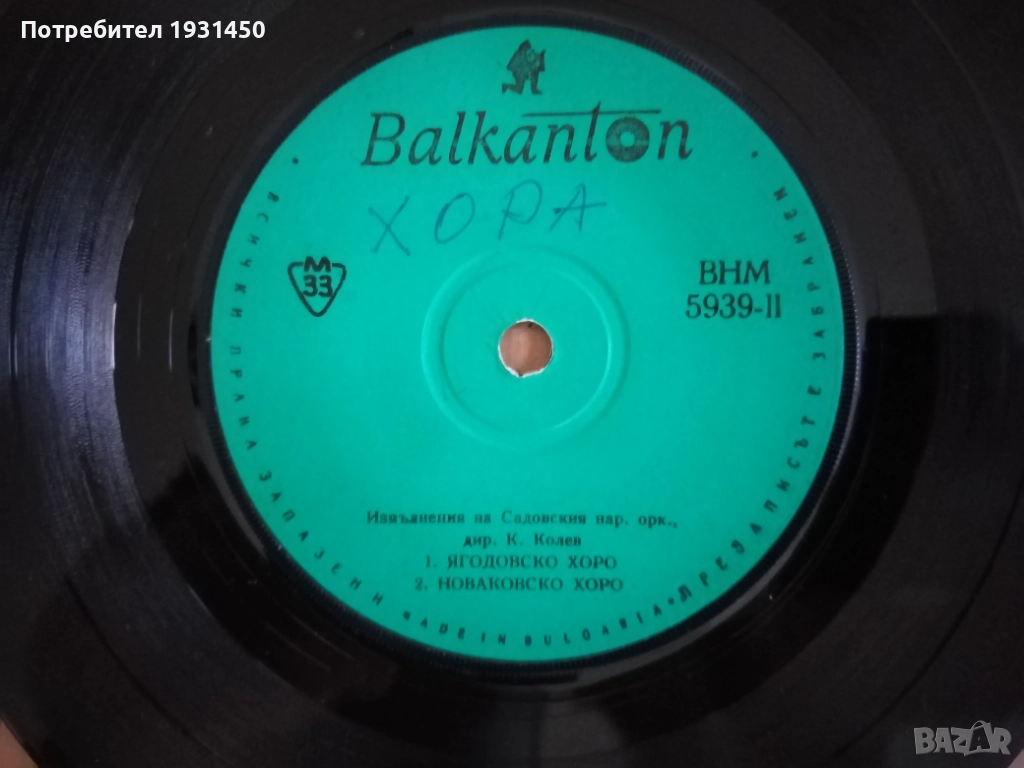 Потребител 1931450
Balkanton
ХОРА
М
33
ВНМ
5939-II
Изпълнения на Садовския нар. орк.,
дир. К. Колев
1. ЯГОДОВСКО ХОРО
2. НОВАКОВСКО ХОРО
ВСИЧКИ ПРАВА ЗАПАЗЕНИ • MADE IN BULGARIA • ПРЕЗАПИСЪТ Е ЗАБРАНЕН
BAZAR